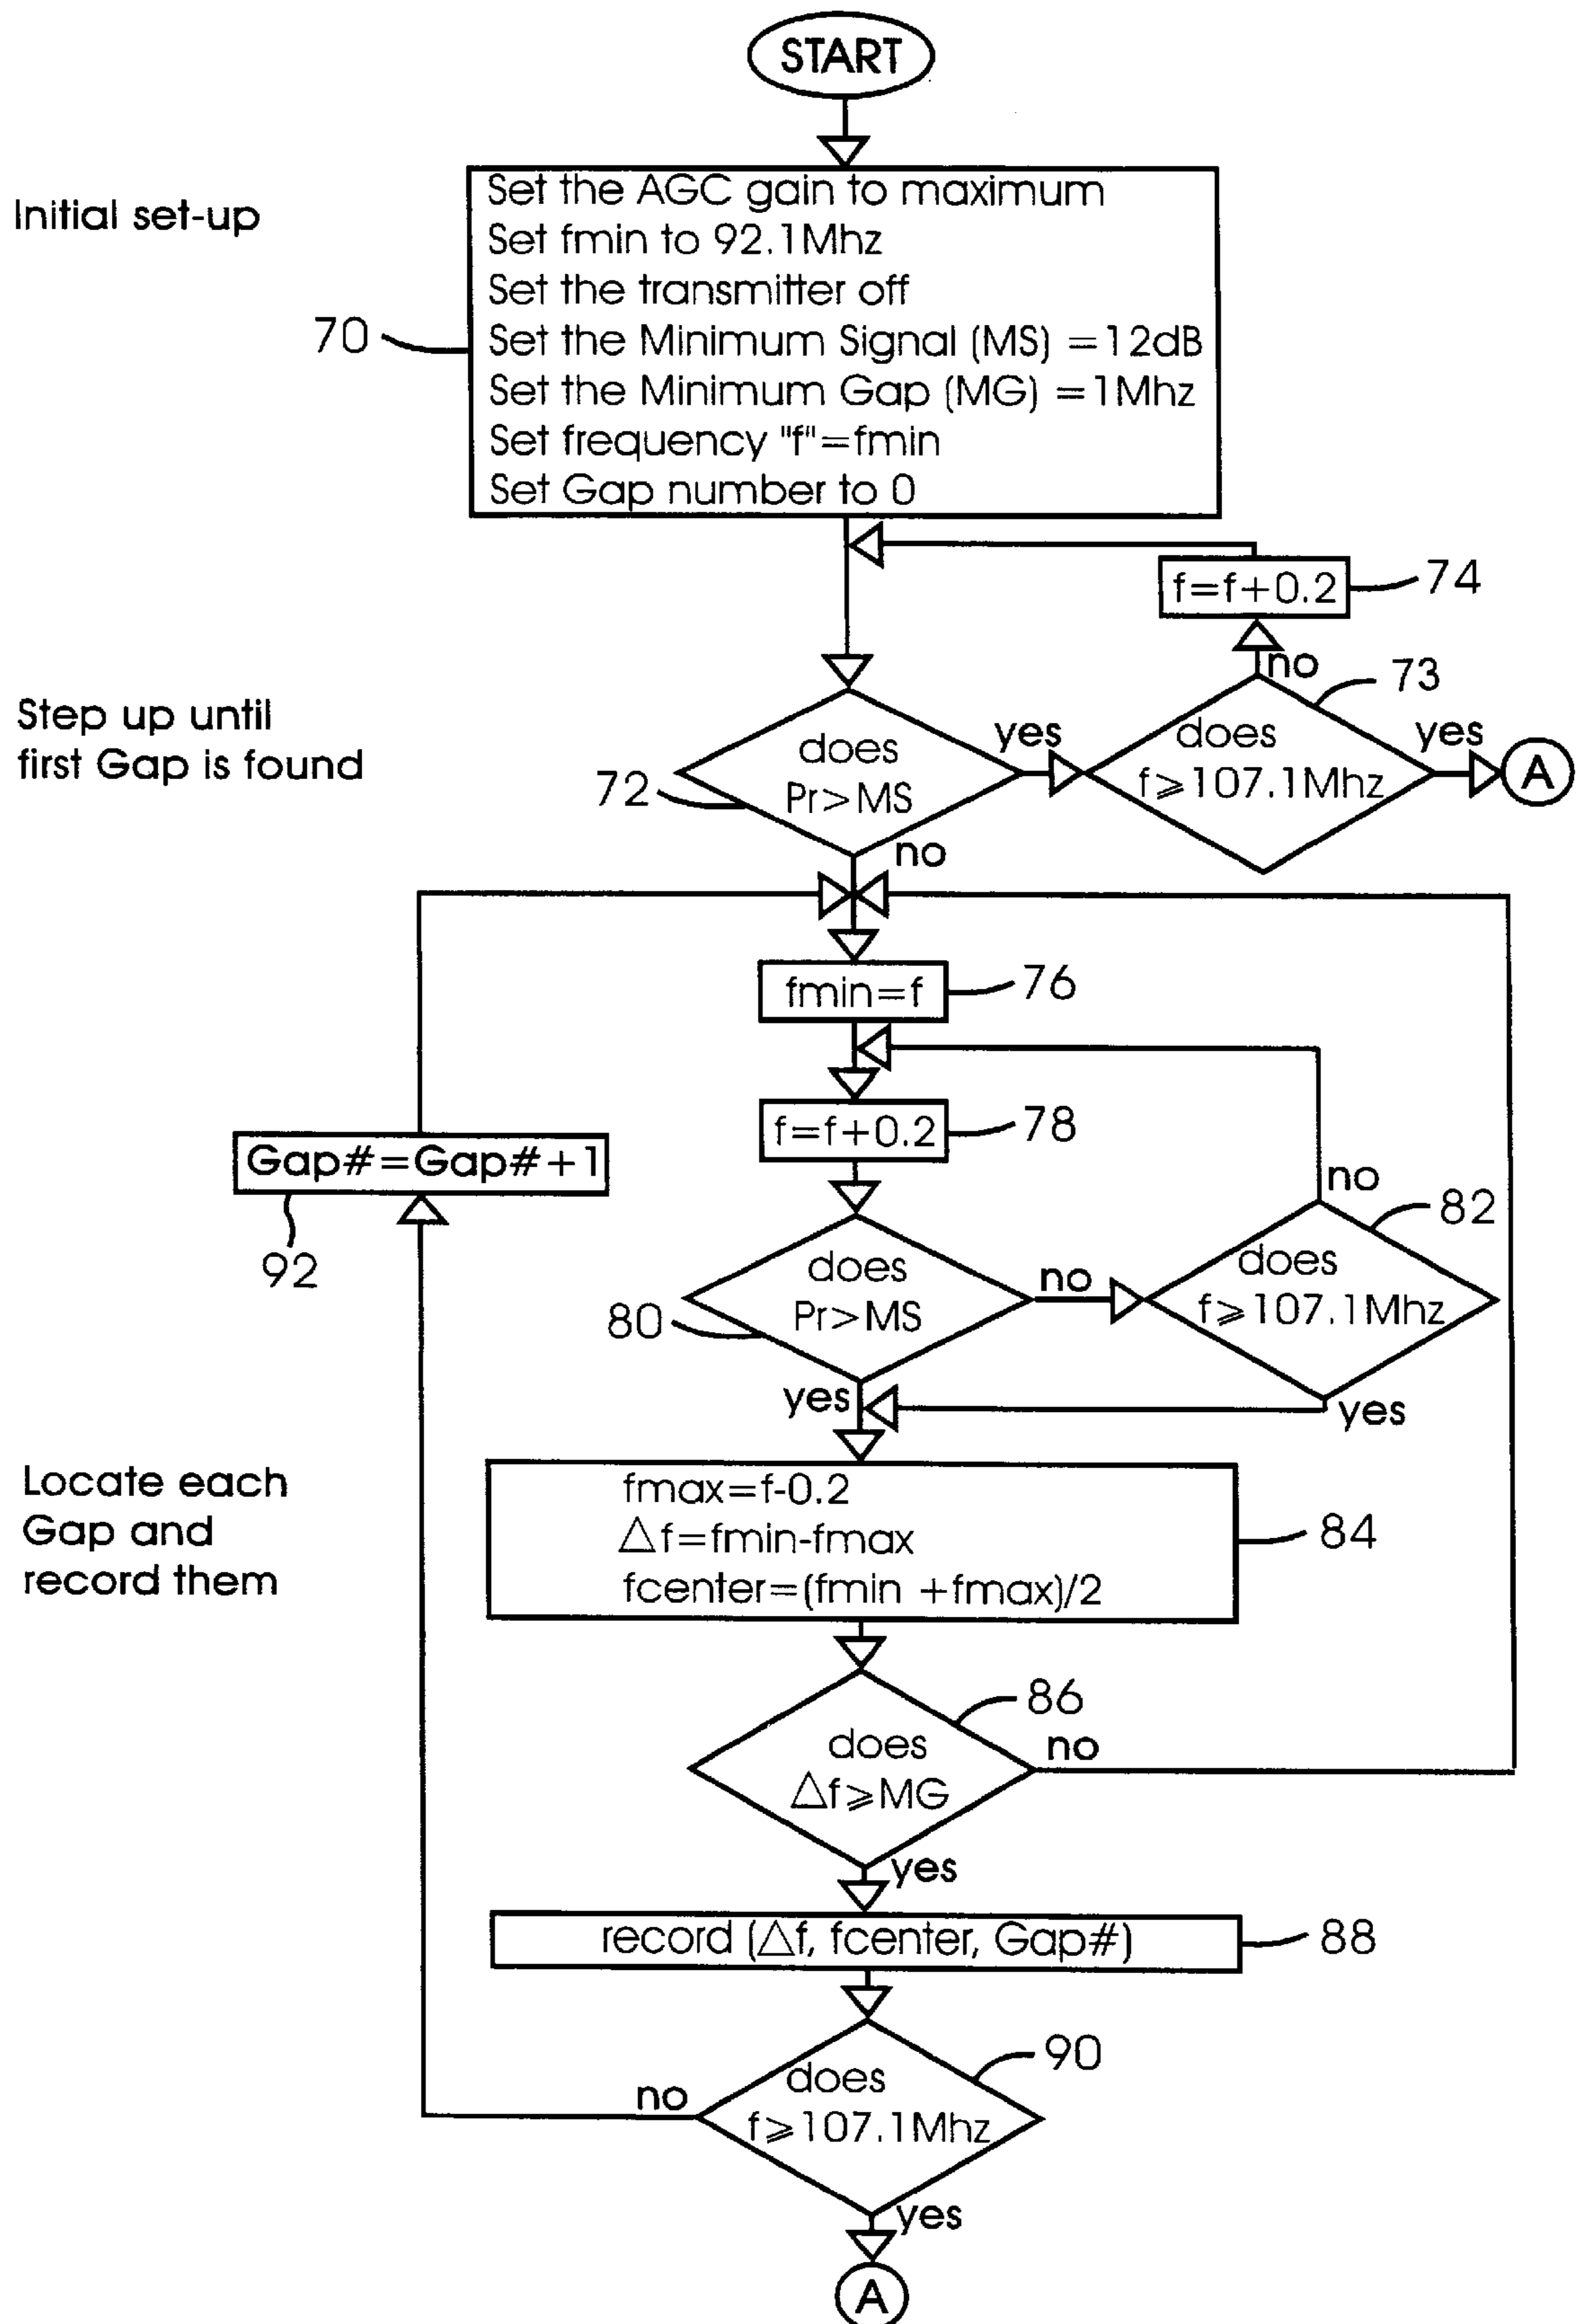 START
Initial set-up
Set the AGC gain to maximum
Set fmin to 92.1Mhz
Set the transmitter off
Set the Minimum Signal (MS) =12dB
Set the Minimum Gap (MG) =1Mhz
Set frequency "f"=fmin
Set Gap number to 0
70
f=f+0.2
74
no
73
Step up until
first Gap is found
does
Pr>MS
72
yes
does
f⩾107.1Mhz
yes
A
no
fmin=f
76
f=f+0.2
78
Gap#=Gap#+1
92
no
82
does
Pr>MS
80
no
does
f⩾107.1Mhz
yes
yes
Locate each
Gap and
record them
fmax=f-0.2
△f=fmin-fmax
fcenter=(fmin +fmax)/2
84
86
does
△f⩾MG
no
yes
record (△f, fcenter, Gap#)
88
90
does
f⩾107.1Mhz
no
yes
A